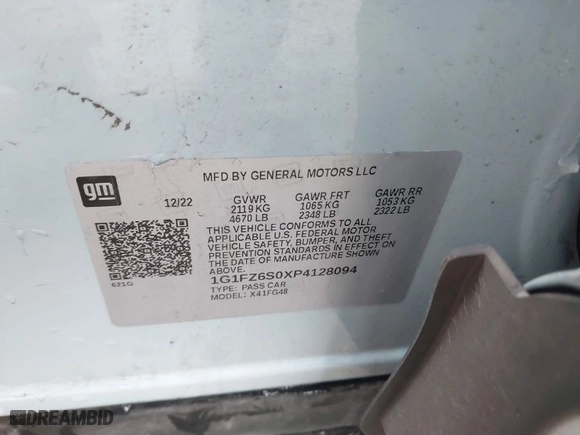 gm
MFD BY GENERAL MOTORS LLC
12/22 GVWR GAWR FRT GAWR RR
2119 KG 1065 KG 1053 KG
4670 LB 2348 LB 2322 LB
THIS VEHICLE CONFORMS TO ALL
APPLICABLE U.S. FEDERAL MOTOR
VEHICLE SAFETY, BUMPER, AND THEFT
PREVENTION STANDARDS IN EFFECT ON
THE DATE OF MANUFACTURE SHOWN
ABOVE.
1G1FZ6S0XP4128094
TYPE: PASS CAR
MODEL: X41FG48
621G
DREAMBID